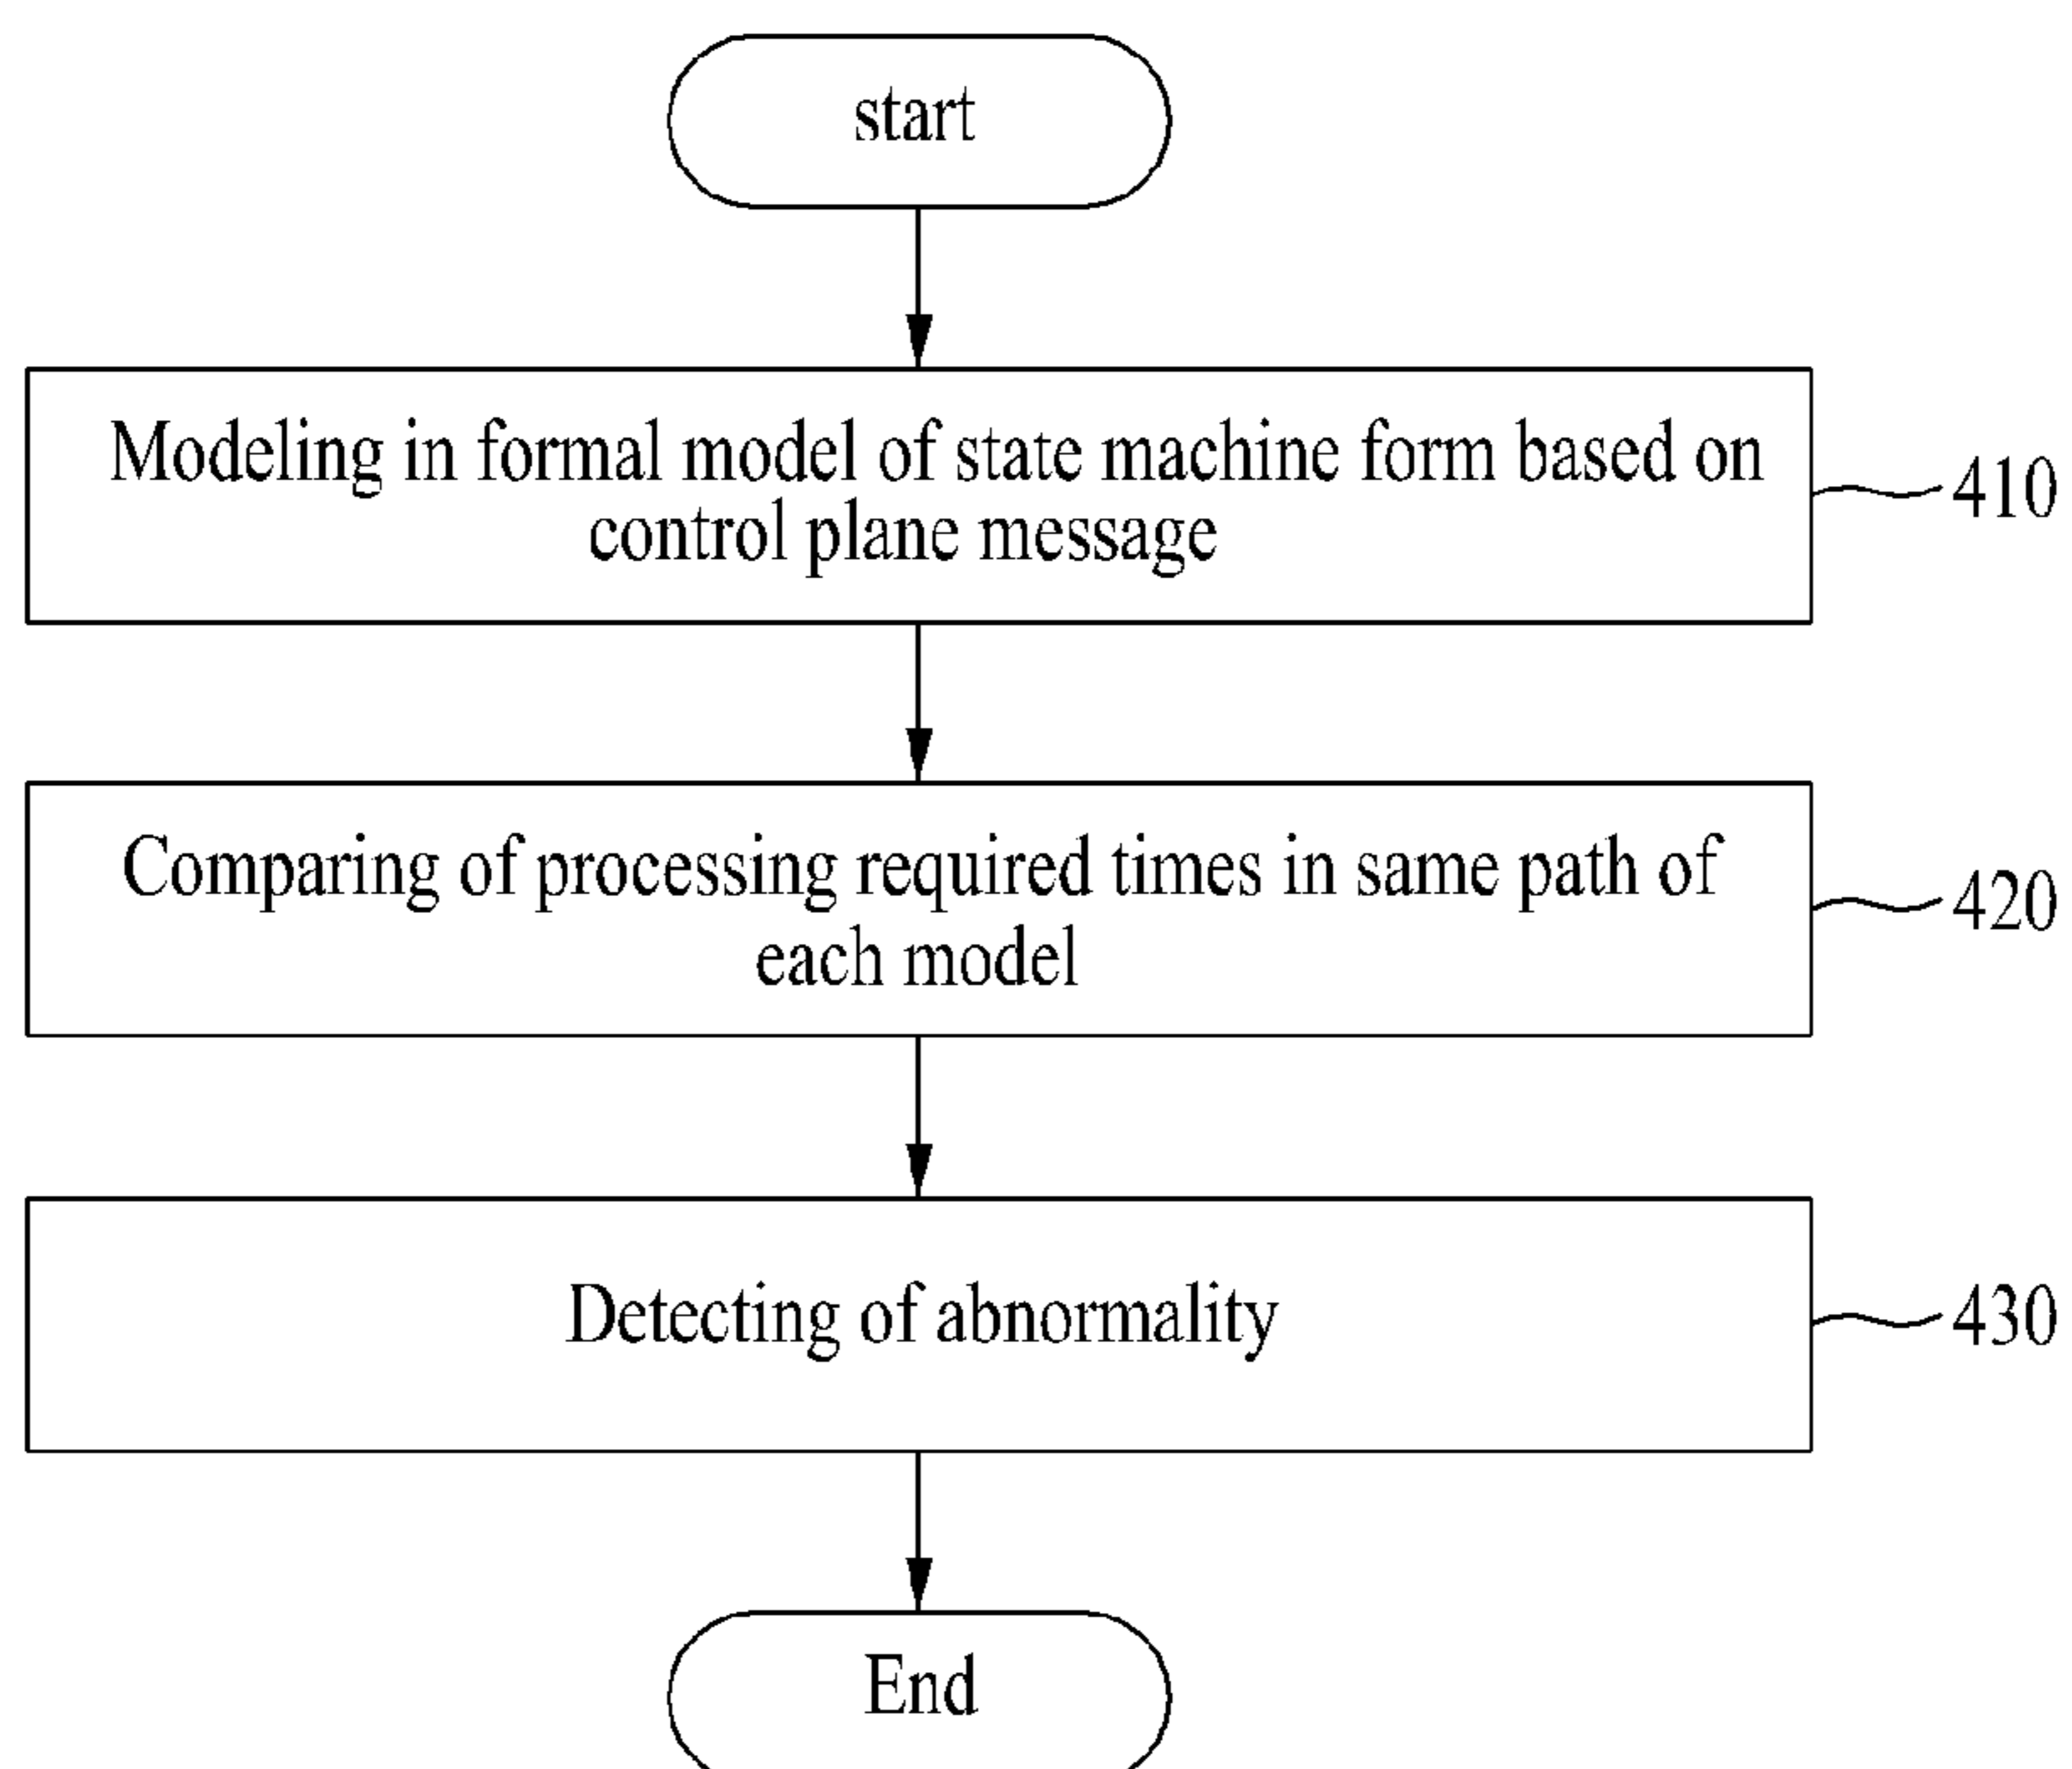 start
Modeling in formal model of state machine form based on
control plane message
410
Comparing of processing required times in same path of
each model
420
Detecting of abnormality
430
End